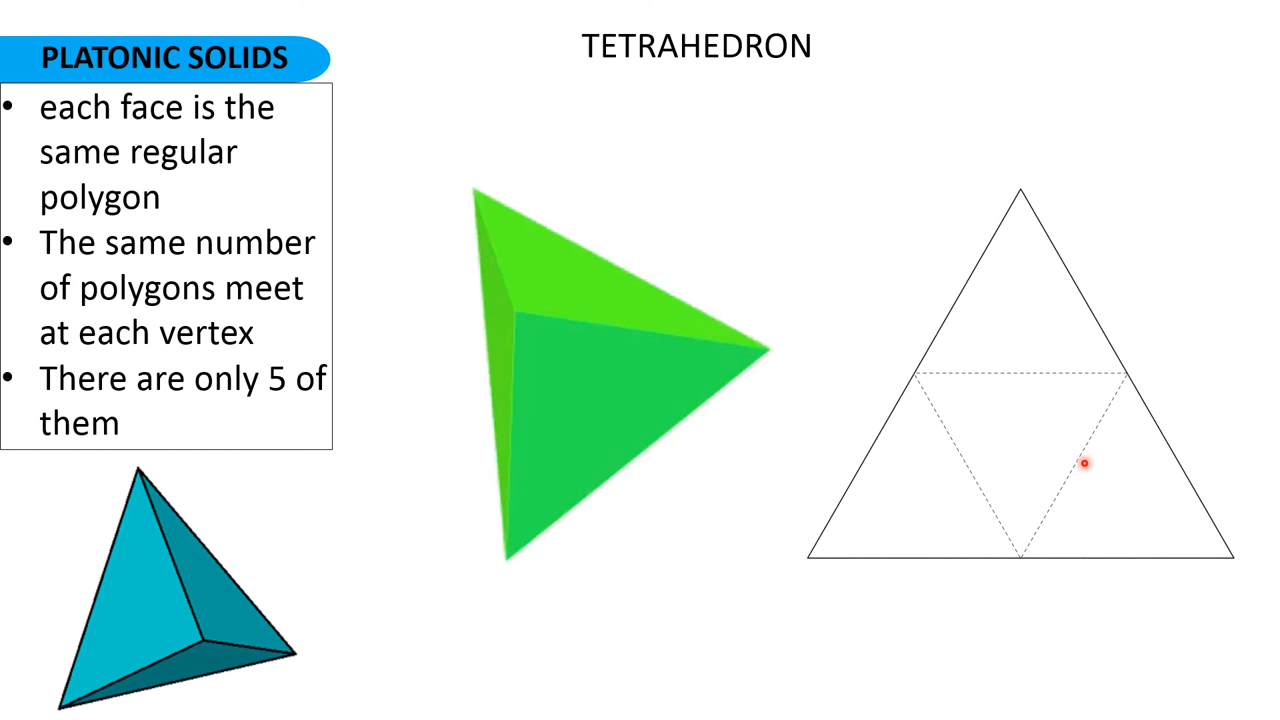 PLATONIC SOLIDS
TETRAHEDRON
• each face is the
same regular
polygon
• The same number
of polygons meet
at each vertex
• There are only 5 of
them